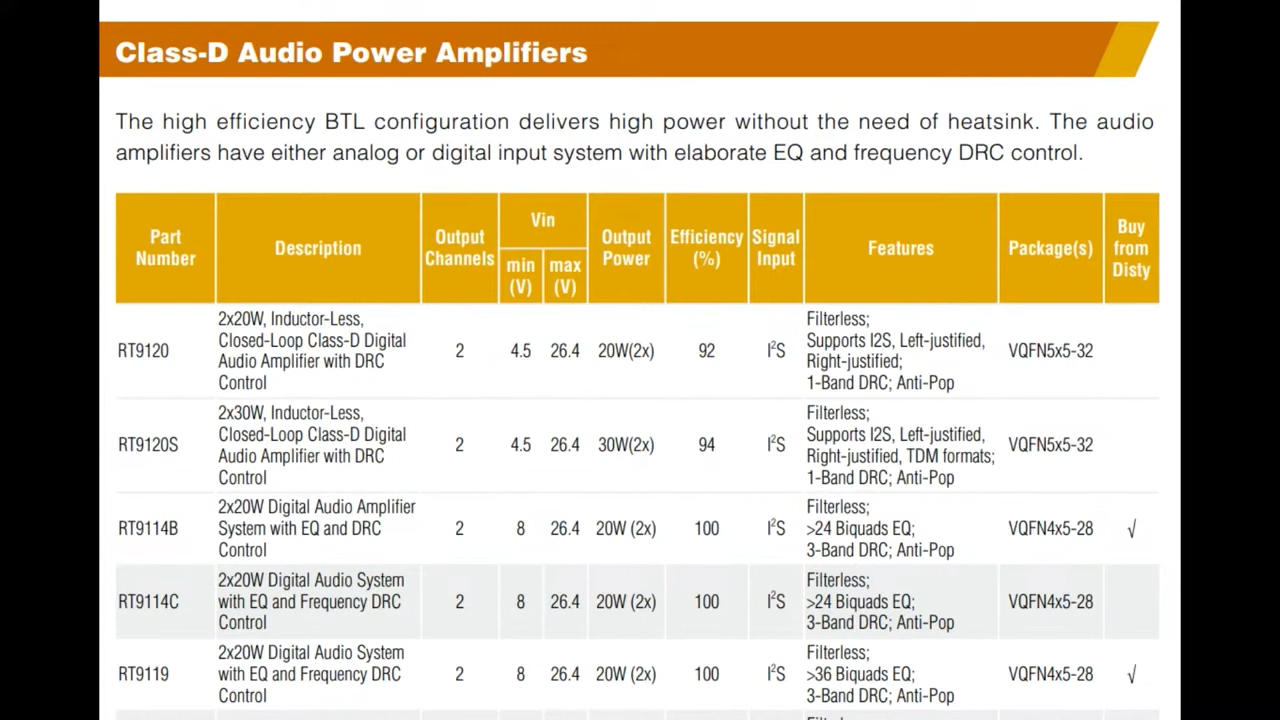 Class-D Audio Power Amplifiers
The high efficiency BTL configuration delivers high power without the need of heatsink. The audio
amplifiers have either analog or digital input system with elaborate EQ and frequency DRC control.
Part Number | Description | Output Channels | Vin min (V) | Vin max (V) | Output Power | Efficiency (%) | Signal Input | Features | Package(s) | Buy from Disty
RT9120 | 2x20W, Inductor-Less, Closed-Loop Class-D Digital Audio Amplifier with DRC Control | 2 | 4.5 | 26.4 | 20W(2x) | 92 | I²S | Filterless; Supports I2S, Left-justified, Right-justified; 1-Band DRC; Anti-Pop | VQFN5x5-32
RT9120S | 2x30W, Inductor-Less, Closed-Loop Class-D Digital Audio Amplifier with DRC Control | 2 | 4.5 | 26.4 | 30W(2x) | 94 | I²S | Filterless; Supports I2S, Left-justified, Right-justified, TDM formats; 1-Band DRC; Anti-Pop | VQFN5x5-32
RT9114B | 2x20W Digital Audio Amplifier System with EQ and DRC Control | 2 | 8 | 26.4 | 20W (2x) | 100 | I²S | Filterless; >24 Biquads EQ; 3-Band DRC; Anti-Pop | VQFN4x5-28 | √
RT9114C | 2x20W Digital Audio System with EQ and Frequency DRC Control | 2 | 8 | 26.4 | 20W (2x) | 100 | I²S | Filterless; >24 Biquads EQ; 3-Band DRC; Anti-Pop | VQFN4x5-28
RT9119 | 2x20W Digital Audio System with EQ and Frequency DRC Control | 2 | 8 | 26.4 | 20W (2x) | 100 | I²S | Filterless; >36 Biquads EQ; 3-Band DRC; Anti-Pop | VQFN4x5-28 | √